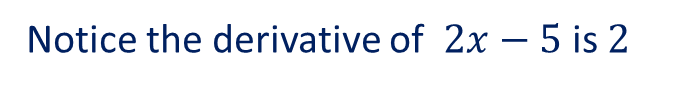 Notice the derivative of 2x − 5 is 2